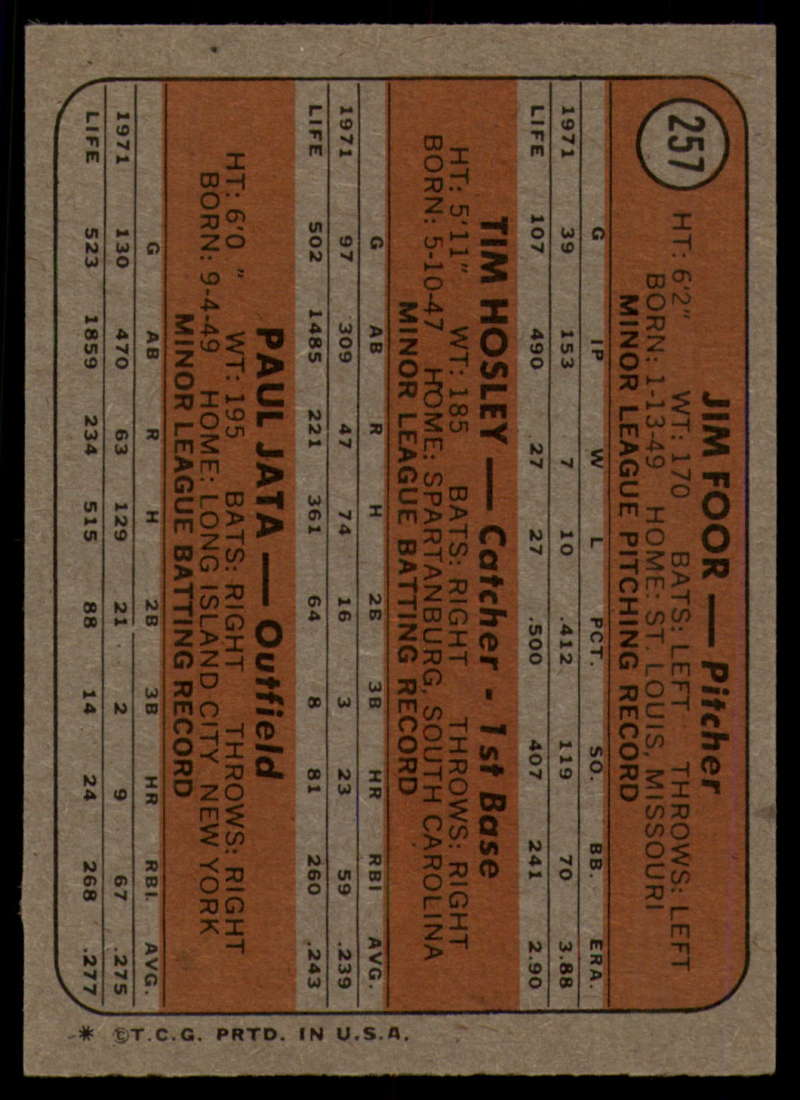 257
JIM FOOR — Pitcher
HT: 6'2" WT: 170 BATS: LEFT THROWS: LEFT
BORN: 1-13-49 HOME: ST. LOUIS, MISSOURI
MINOR LEAGUE PITCHING RECORD
G IP W L PCT. SO. BB. ERA.
1971 39 153 7 10 .412 119 70 3.88
LIFE 107 490 27 27 .500 407 241 2.90
TIM HOSLEY — Catcher - 1st Base
HT: 5'11" WT: 185 BATS: RIGHT THROWS: RIGHT
BORN: 5-10-47 HOME: SPARTANBURG, SOUTH CAROLINA
MINOR LEAGUE BATTING RECORD
G AB R H 2B 3B HR RBI AVG.
1971 97 309 47 74 16 3 23 59 .239
LIFE 502 1485 221 361 64 8 81 260 .243
PAUL JATA — Outfield
HT: 6'0 " WT: 195 BATS: RIGHT THROWS: RIGHT
BORN: 9-4-49 HOME: LONG ISLAND CITY, NEW YORK
MINOR LEAGUE BATTING RECORD
G AB R H 2B 3B HR RBI. AVG.
1971 130 470 63 129 21 2 9 67 .275
LIFE 523 1859 234 515 88 14 24 268 .277
* ©T.C.G. PRTD. IN U.S.A.